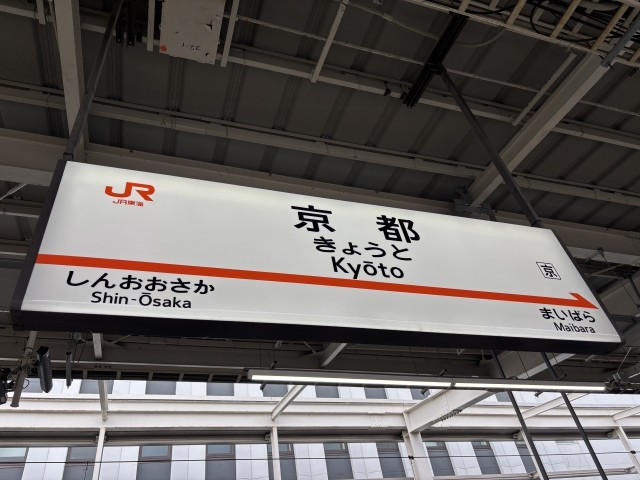 JR
JR東海
京都
きょうと
Kyōto
京
しんおおさか
Shin-Ōsaka
まいばら
Maibara